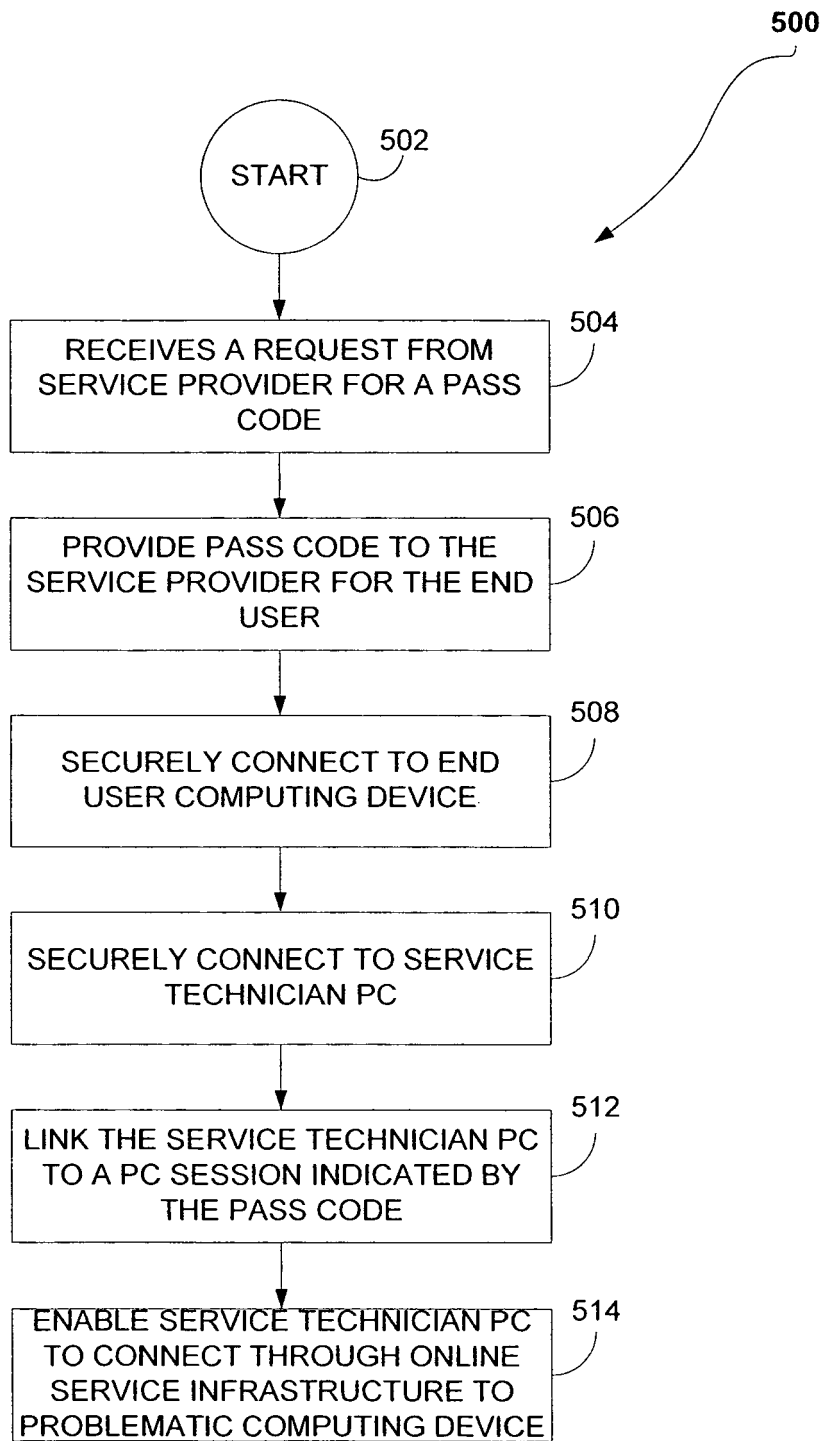 500
502
START
504
RECEIVES A REQUEST FROM
SERVICE PROVIDER FOR A PASS
CODE
506
PROVIDE PASS CODE TO THE
SERVICE PROVIDER FOR THE END
USER
508
SECURELY CONNECT TO END
USER COMPUTING DEVICE
510
SECURELY CONNECT TO SERVICE
TECHNICIAN PC
512
LINK THE SERVICE TECHNICIAN PC
TO A PC SESSION INDICATED BY
THE PASS CODE
514
ENABLE SERVICE TECHNICIAN PC
TO CONNECT THROUGH ONLINE
SERVICE INFRASTRUCTURE TO
PROBLEMATIC COMPUTING DEVICE